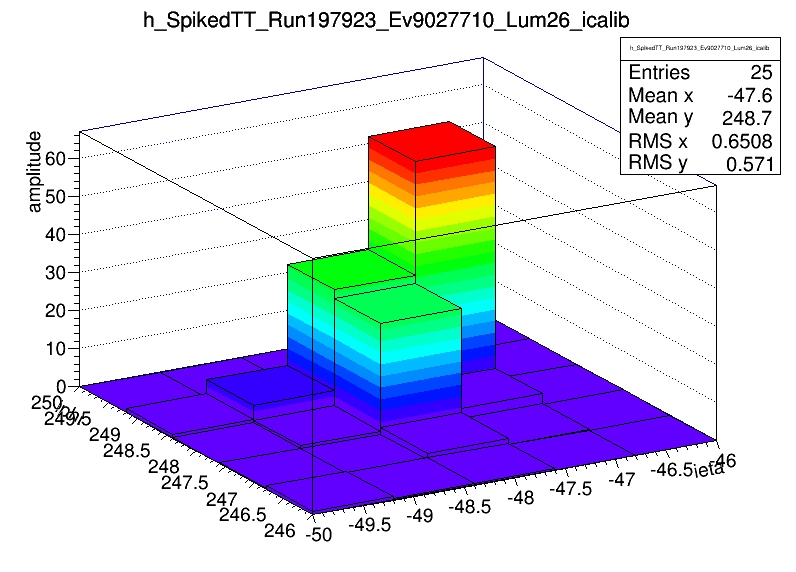 h_SpikedTT_Run197923_Ev9027710_Lum26_icalib
h_SpikedTT_Run197923_Ev9027710_Lum26_icalib
Entries 25
Mean x -47.6
Mean y 248.7
RMS x 0.6508
RMS y 0.571
amplitude
60
50
40
30
20
10
0
250
249.5
249
248.5
248
247.5
247
246.5
246
-50
-49.5
-49
-48.5
-48
-47.5
-47
-46.5
-46
ieta